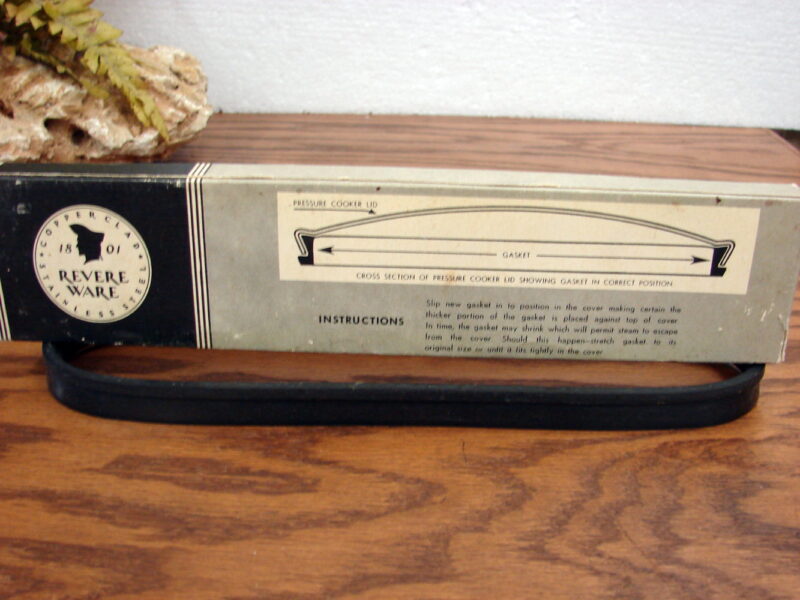 COPPER CLAD
18 01
REVERE
WARE
STAINLESS STEEL
PRESSURE COOKER LID
GASKET
CROSS SECTION OF PRESSURE COOKER LID SHOWING GASKET IN CORRECT POSITION
INSTRUCTIONS
Slip new gasket in to position in the cover making certain the
thicker portion of the gasket is placed against top of cover
In time, the gasket may shrink which will permit steam to escape
from the cover. Should this happen—stretch gasket to its
original size or until it fits tightly in the cover